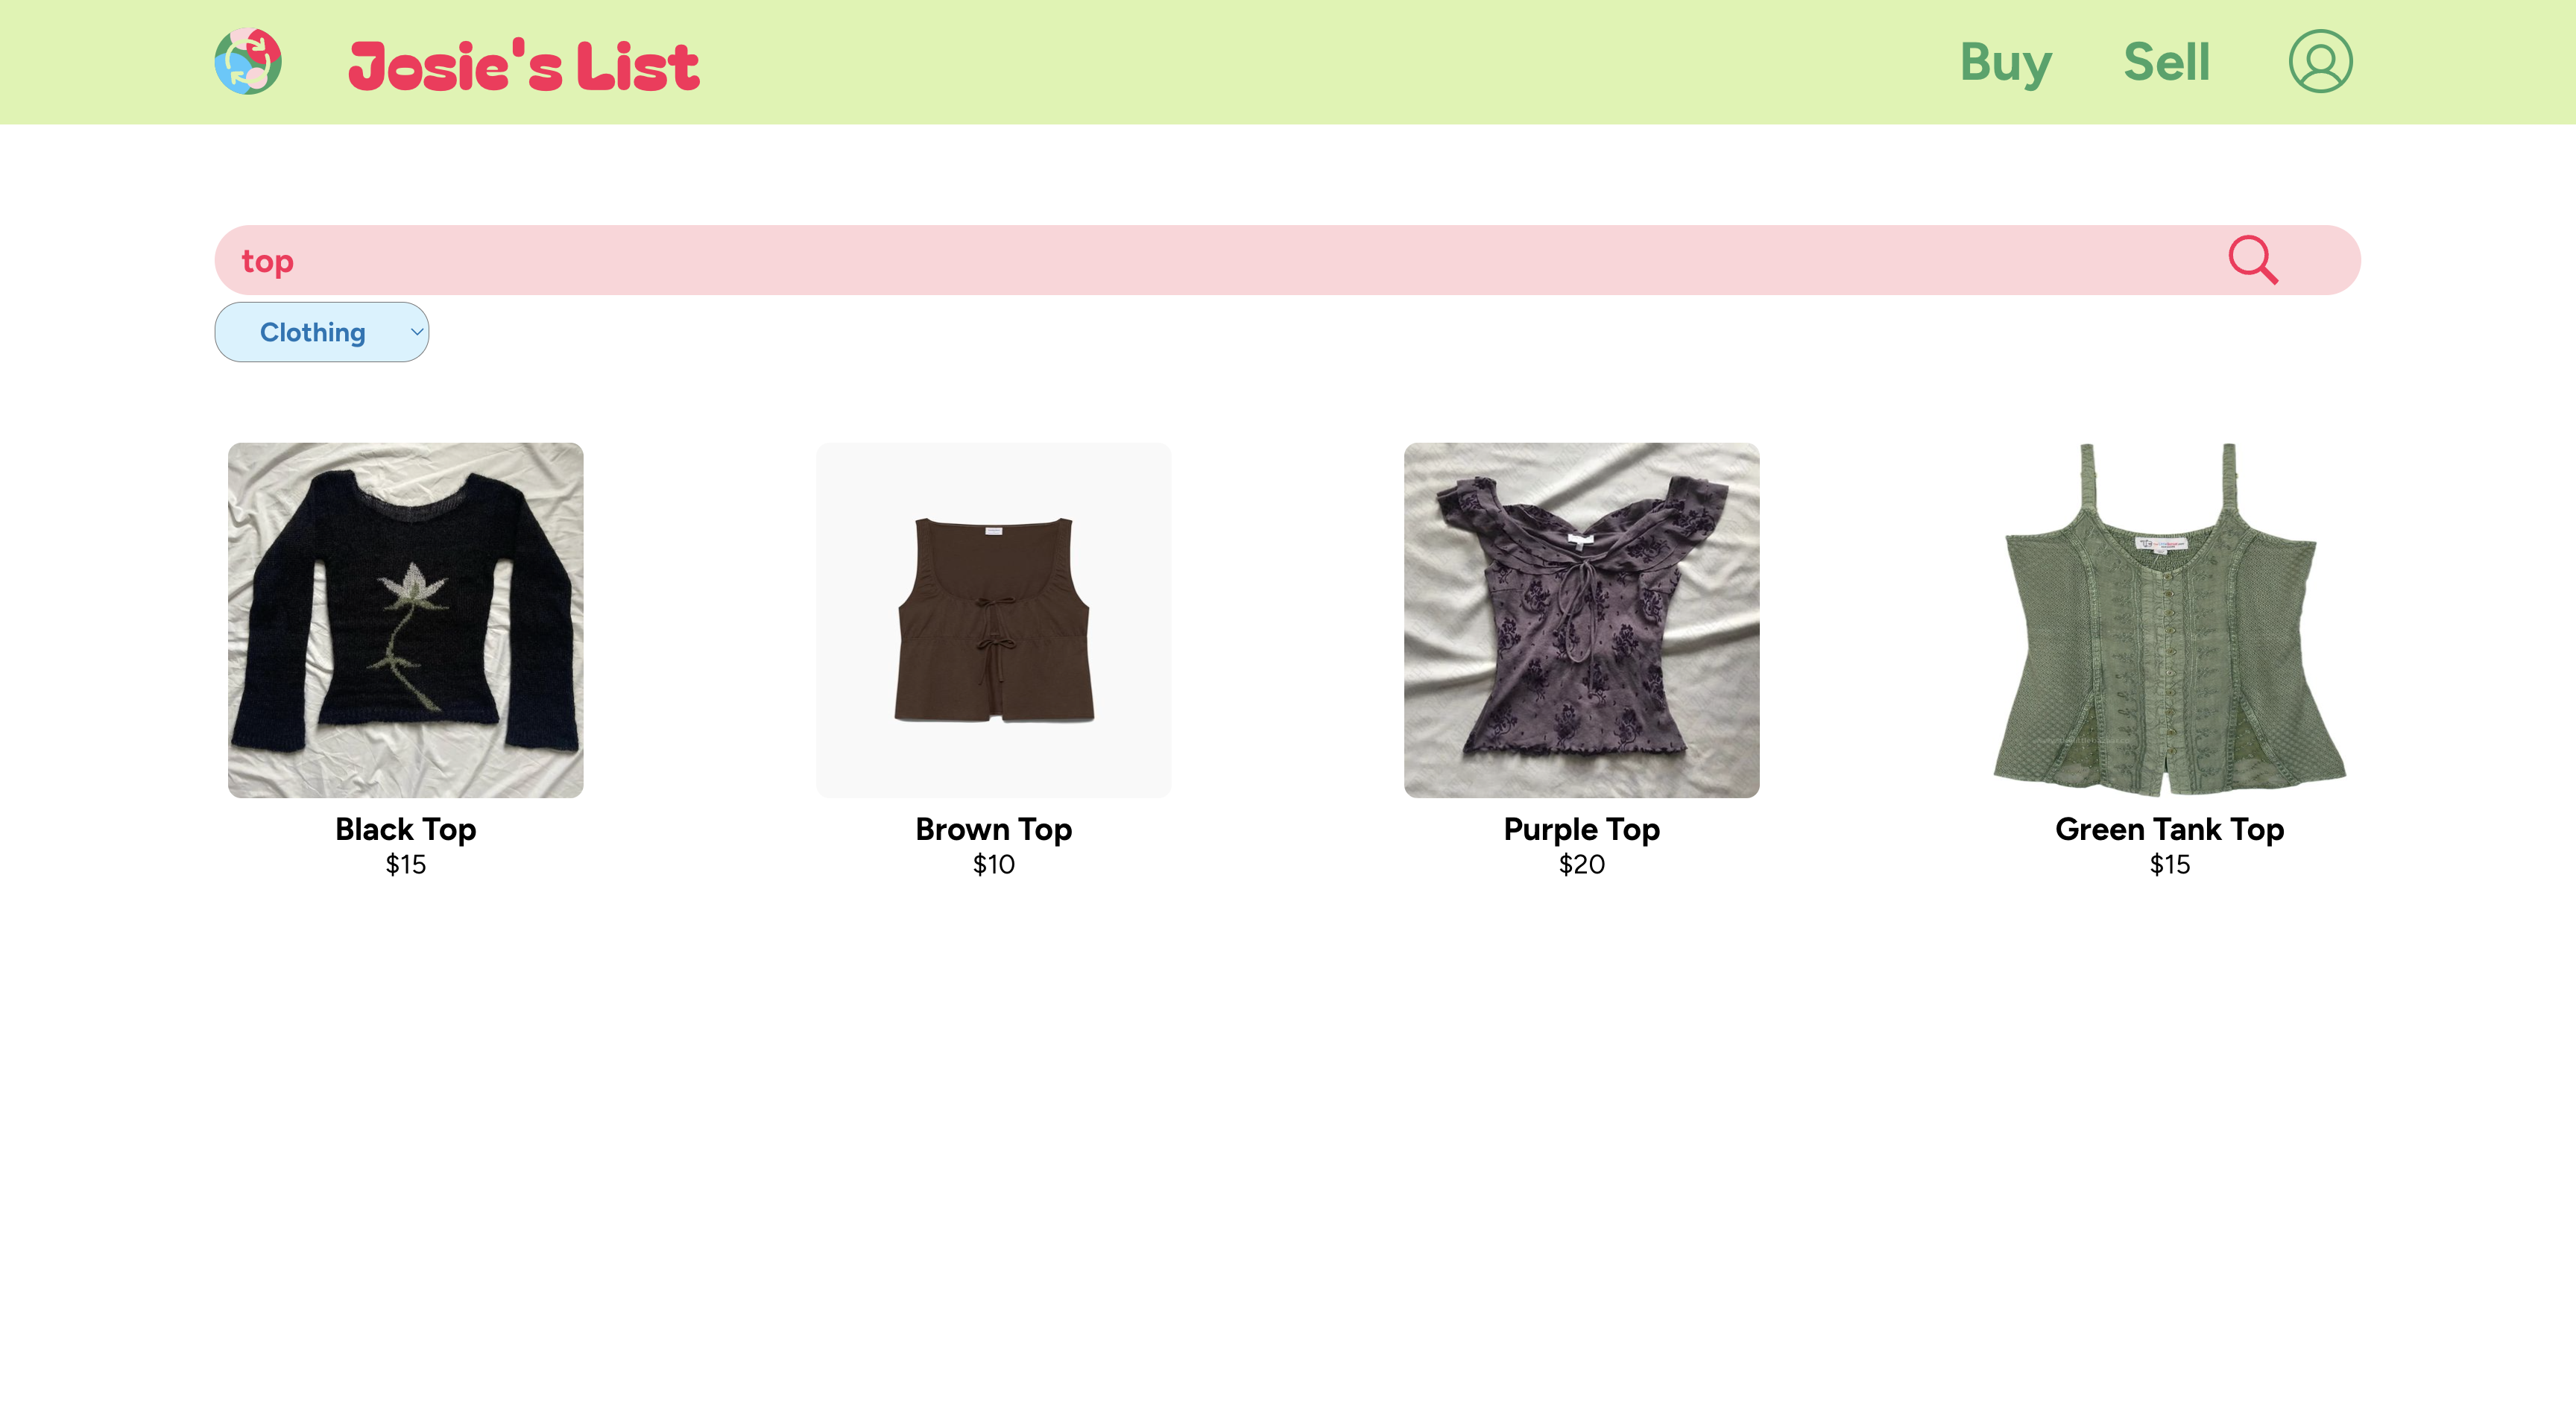 Josie's List
Buy
Sell
top
Clothing
Black Top
$15
Brown Top
$10
Purple Top
$20
Green Tank Top
$15